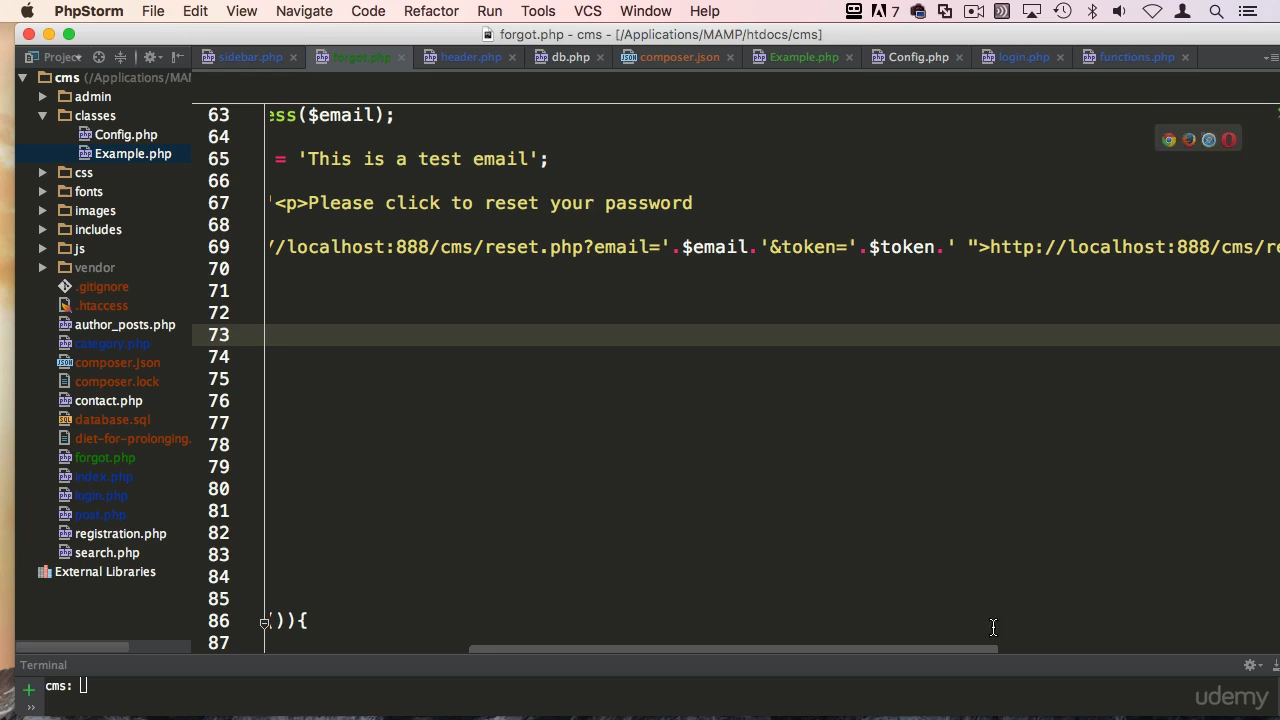 PhpStorm File Edit View Navigate Code Refactor Run Tools VCS Window Help 7
forgot.php - cms - [/Applications/MAMP/htdocs/cms]
Project sidebar.php forgot.php header.php db.php composer.json Example.php Config.php login.php functions.php
cms (/Applications/MAI
admin
classes
Config.php
Example.php
css
fonts
images
includes
js
vendor
.gitignore
.htaccess
author_posts.php
category.php
composer.json
composer.lock
contact.php
database.sql
diet-for-prolonging.
forgot.php
index.php
login.php
post.php
registration.php
search.php
External Libraries
63 ess($email);
64
65 = 'This is a test email';
66
67 '<p>Please click to reset your password
68
69 //localhost:888/cms/reset.php?email='.$email.'&token='.$token.' ">http://localhost:888/cms/re
70
71
72
73
74
75
76
77
78
79
80
81
82
83
84
85
86 ()){
87
Terminal
+ cms:
>>
udemy